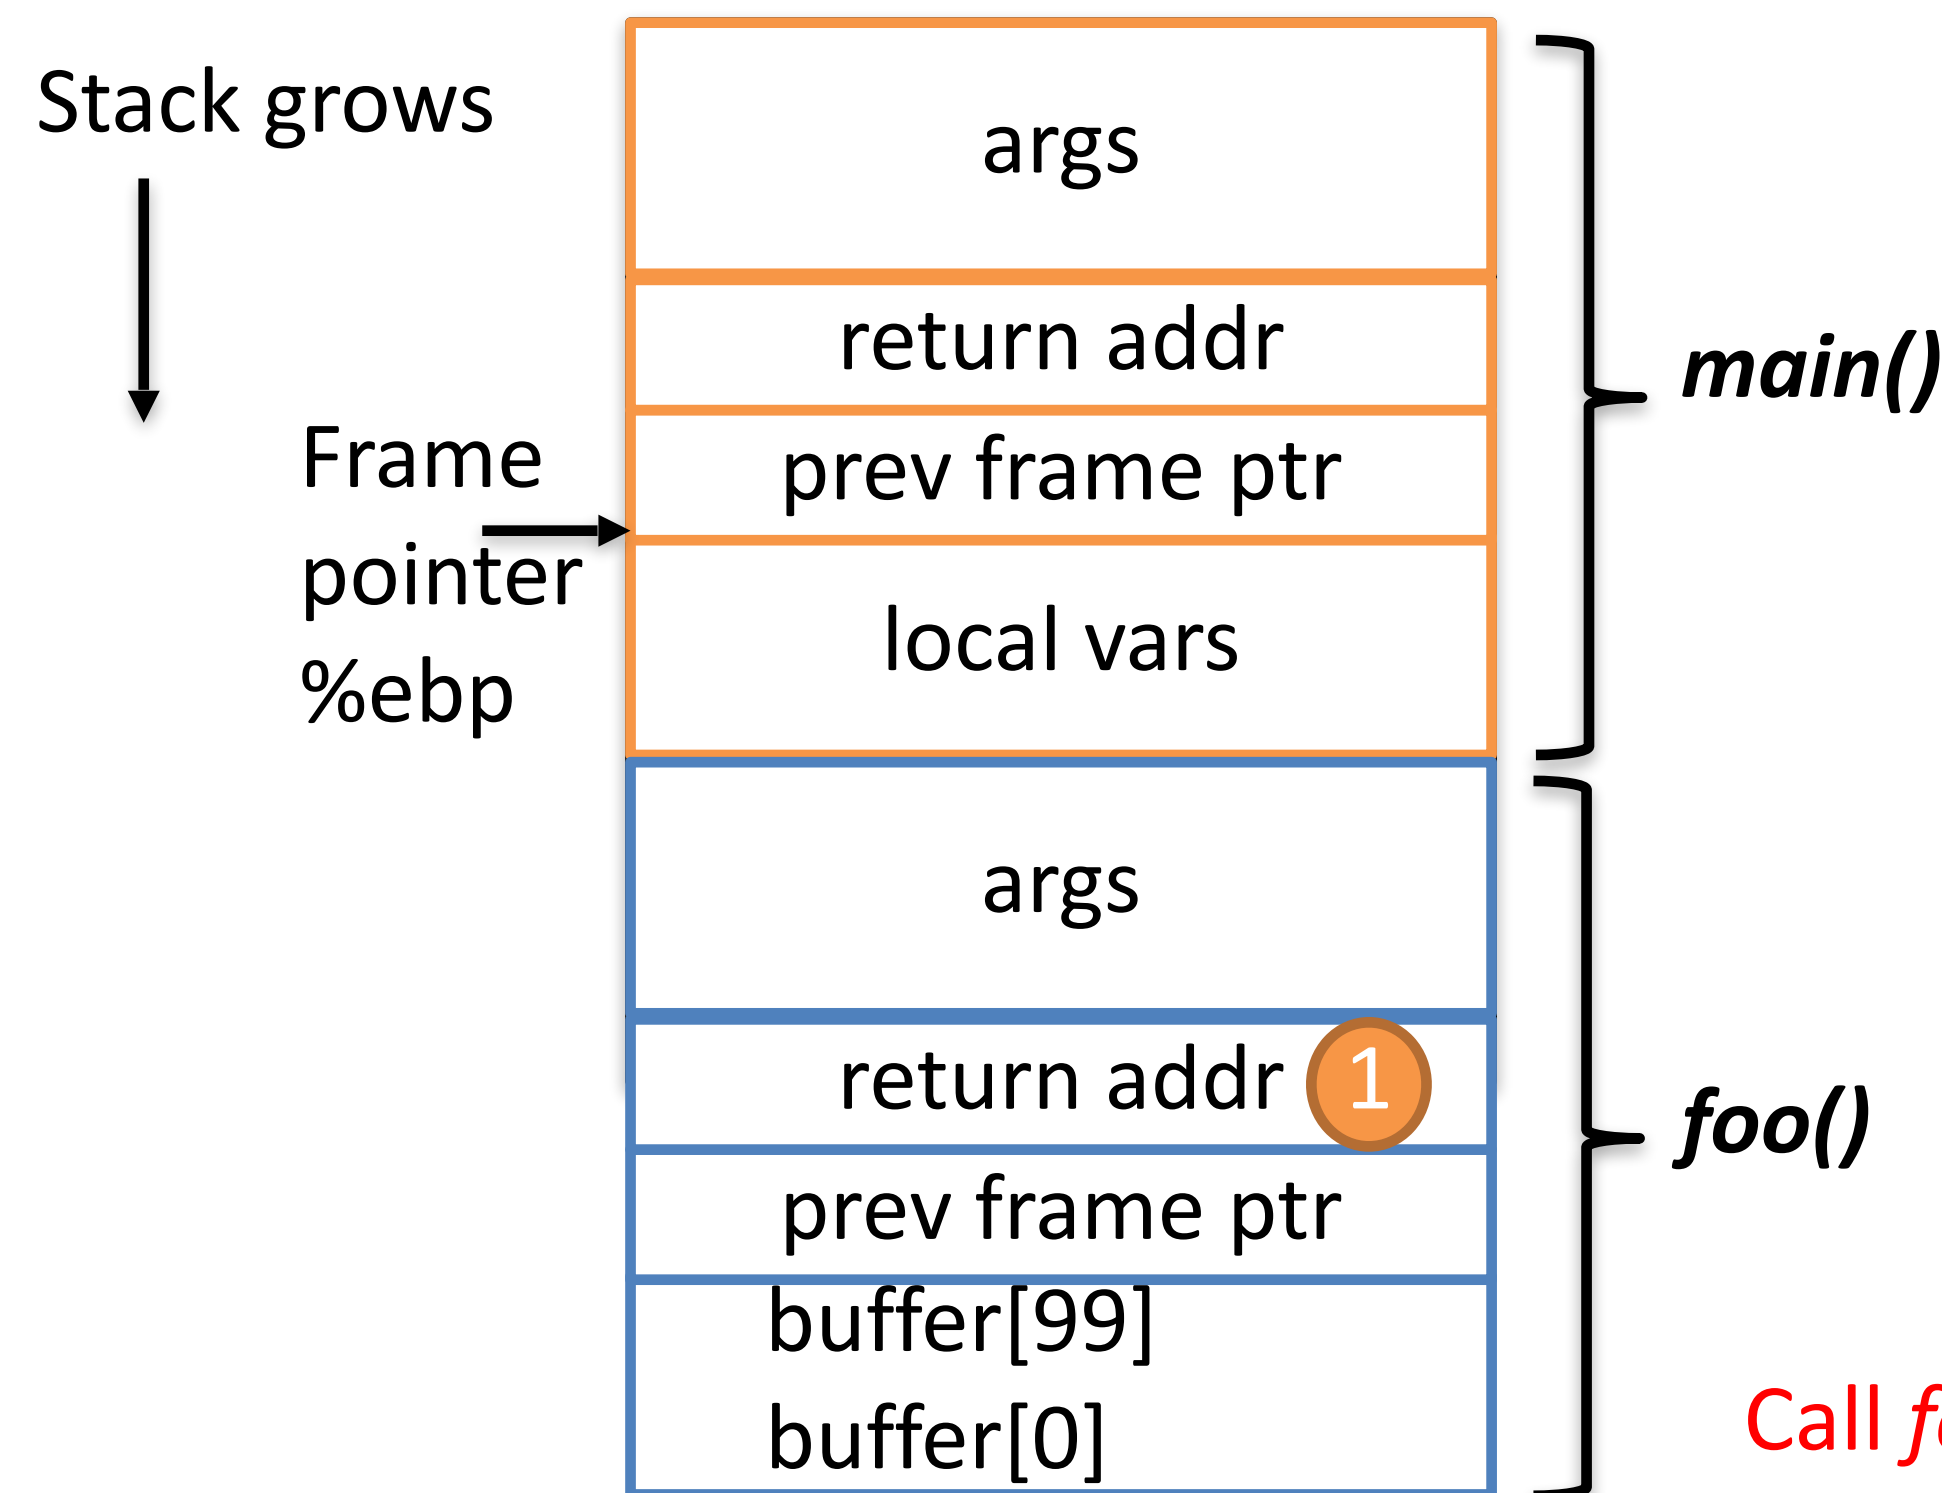 Stack grows
args
return addr
main()
Frame
pointer
%ebp
prev frame ptr
local vars
args
return addr 1
foo()
prev frame ptr
buffer[99]
buffer[0]
Call